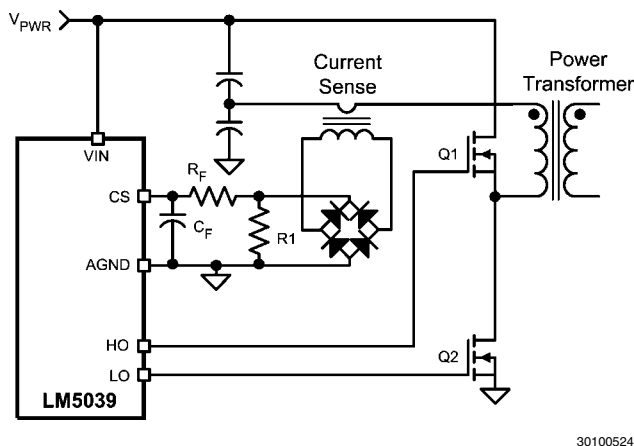 VPWR
Current
Sense
Power
Transformer
VIN
RF
Q1
CS
CF
R1
AGND
HO
Q2
LO
LM5039
30100524